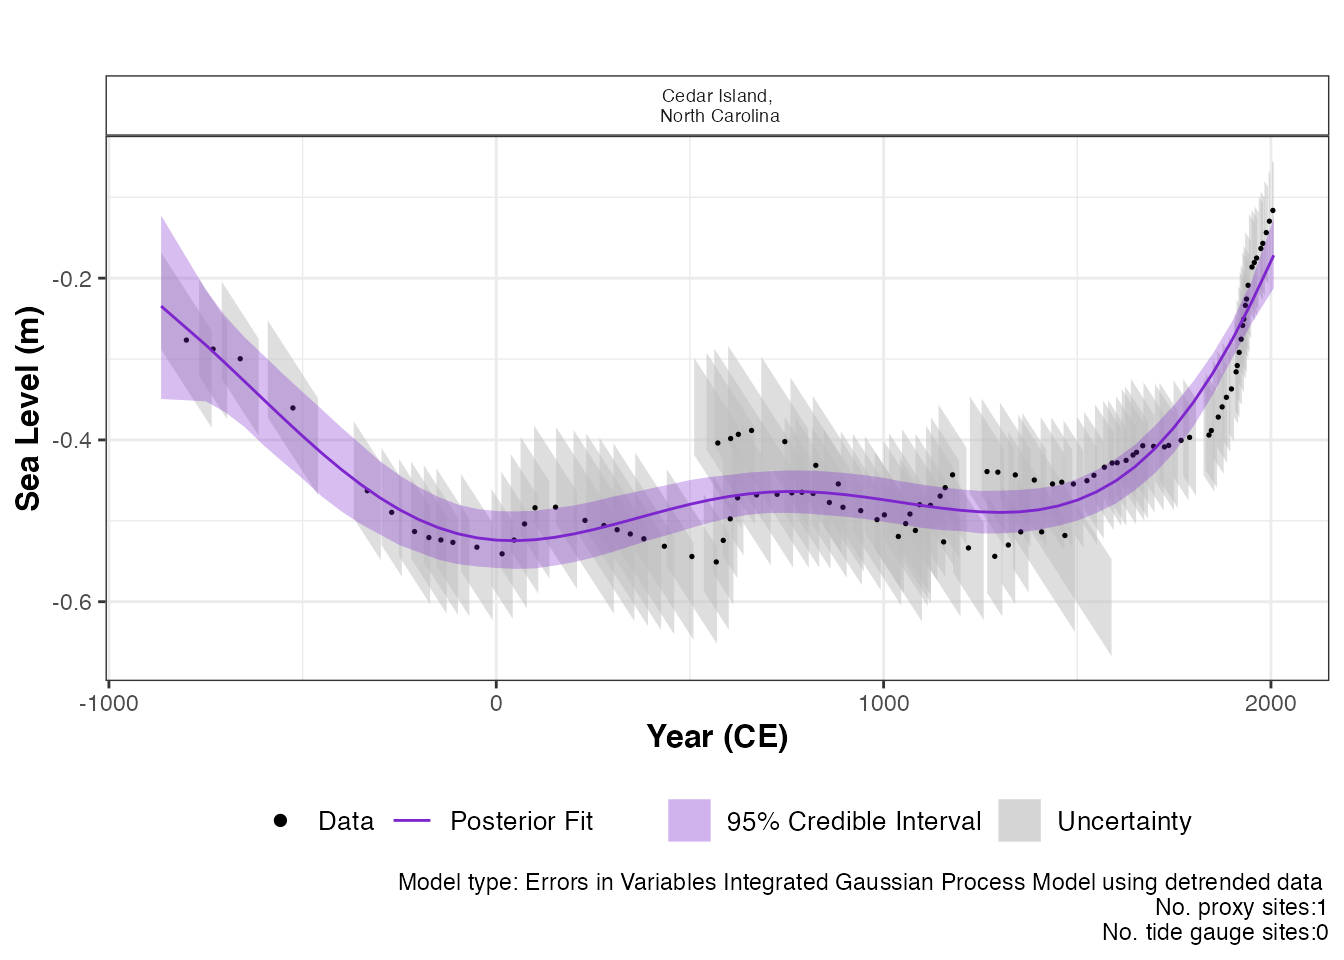 Cedar Island,
North Carolina
Sea Level (m)
-0.2
-0.4
-0.6
-1000
0
1000
2000
Year (CE)
Data
Posterior Fit
95% Credible Interval
Uncertainty
Model type: Errors in Variables Integrated Gaussian Process Model using detrended data
No. proxy sites:1
No. tide gauge sites:0